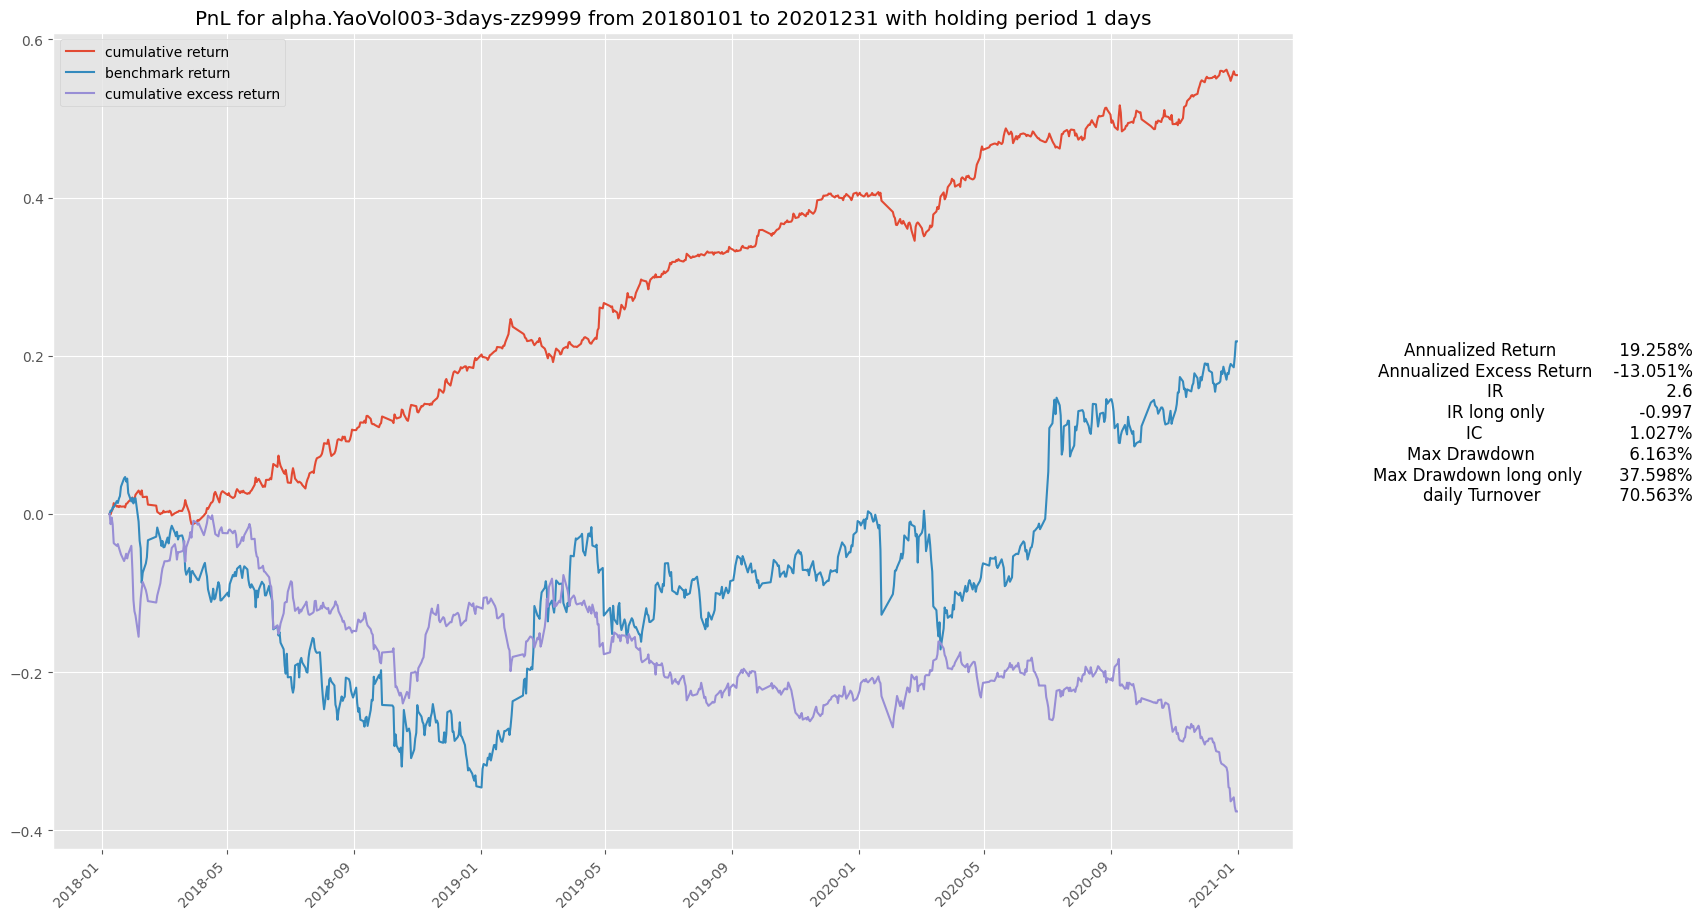 PnL for alpha.YaoVol003-3days-zz9999 from 20180101 to 20201231 with holding period 1 days
cumulative return
benchmark return
cumulative excess return
0.6
0.4
0.2
0.0
−0.2
−0.4
2018-01
2018-05
2018-09
2019-01
2019-05
2019-09
2020-01
2020-05
2020-09
2021-01
Annualized Return 19.258%
Annualized Excess Return -13.051%
IR 2.6
IR long only -0.997
IC 1.027%
Max Drawdown 6.163%
Max Drawdown long only 37.598%
daily Turnover 70.563%